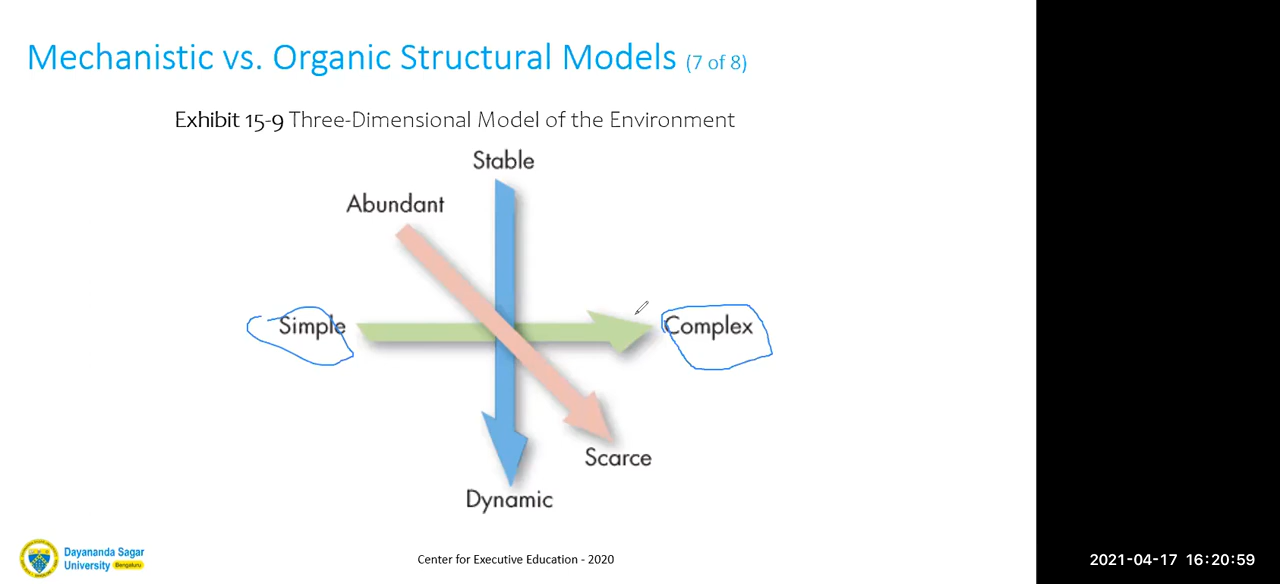 Mechanistic vs. Organic Structural Models (7 of 8)
Exhibit 15-9 Three-Dimensional Model of the Environment
Stable
Abundant
Simple
Complex
Scarce
Dynamic
Dayananda Sagar
University Bengaluru
Center for Executive Education - 2020
2021-04-17 16:20:59